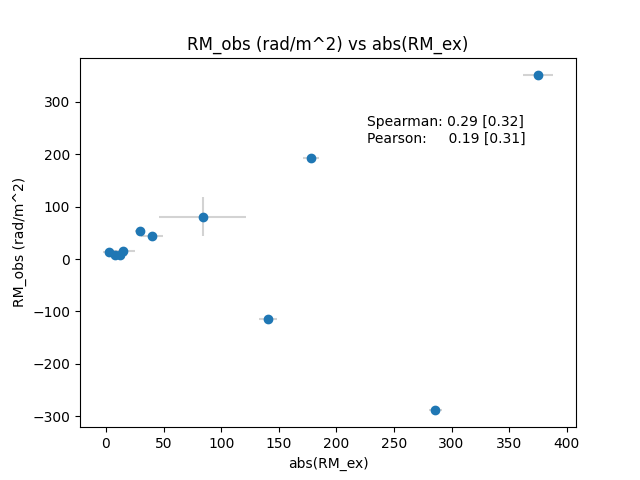 RM_obs (rad/m^2) vs abs(RM_ex)
Spearman: 0.29 [0.32]
Pearson: 0.19 [0.31]
RM_obs (rad/m^2)
300
200
100
0
−100
−200
−300
0 50 100 150 200 250 300 350 400
abs(RM_ex)